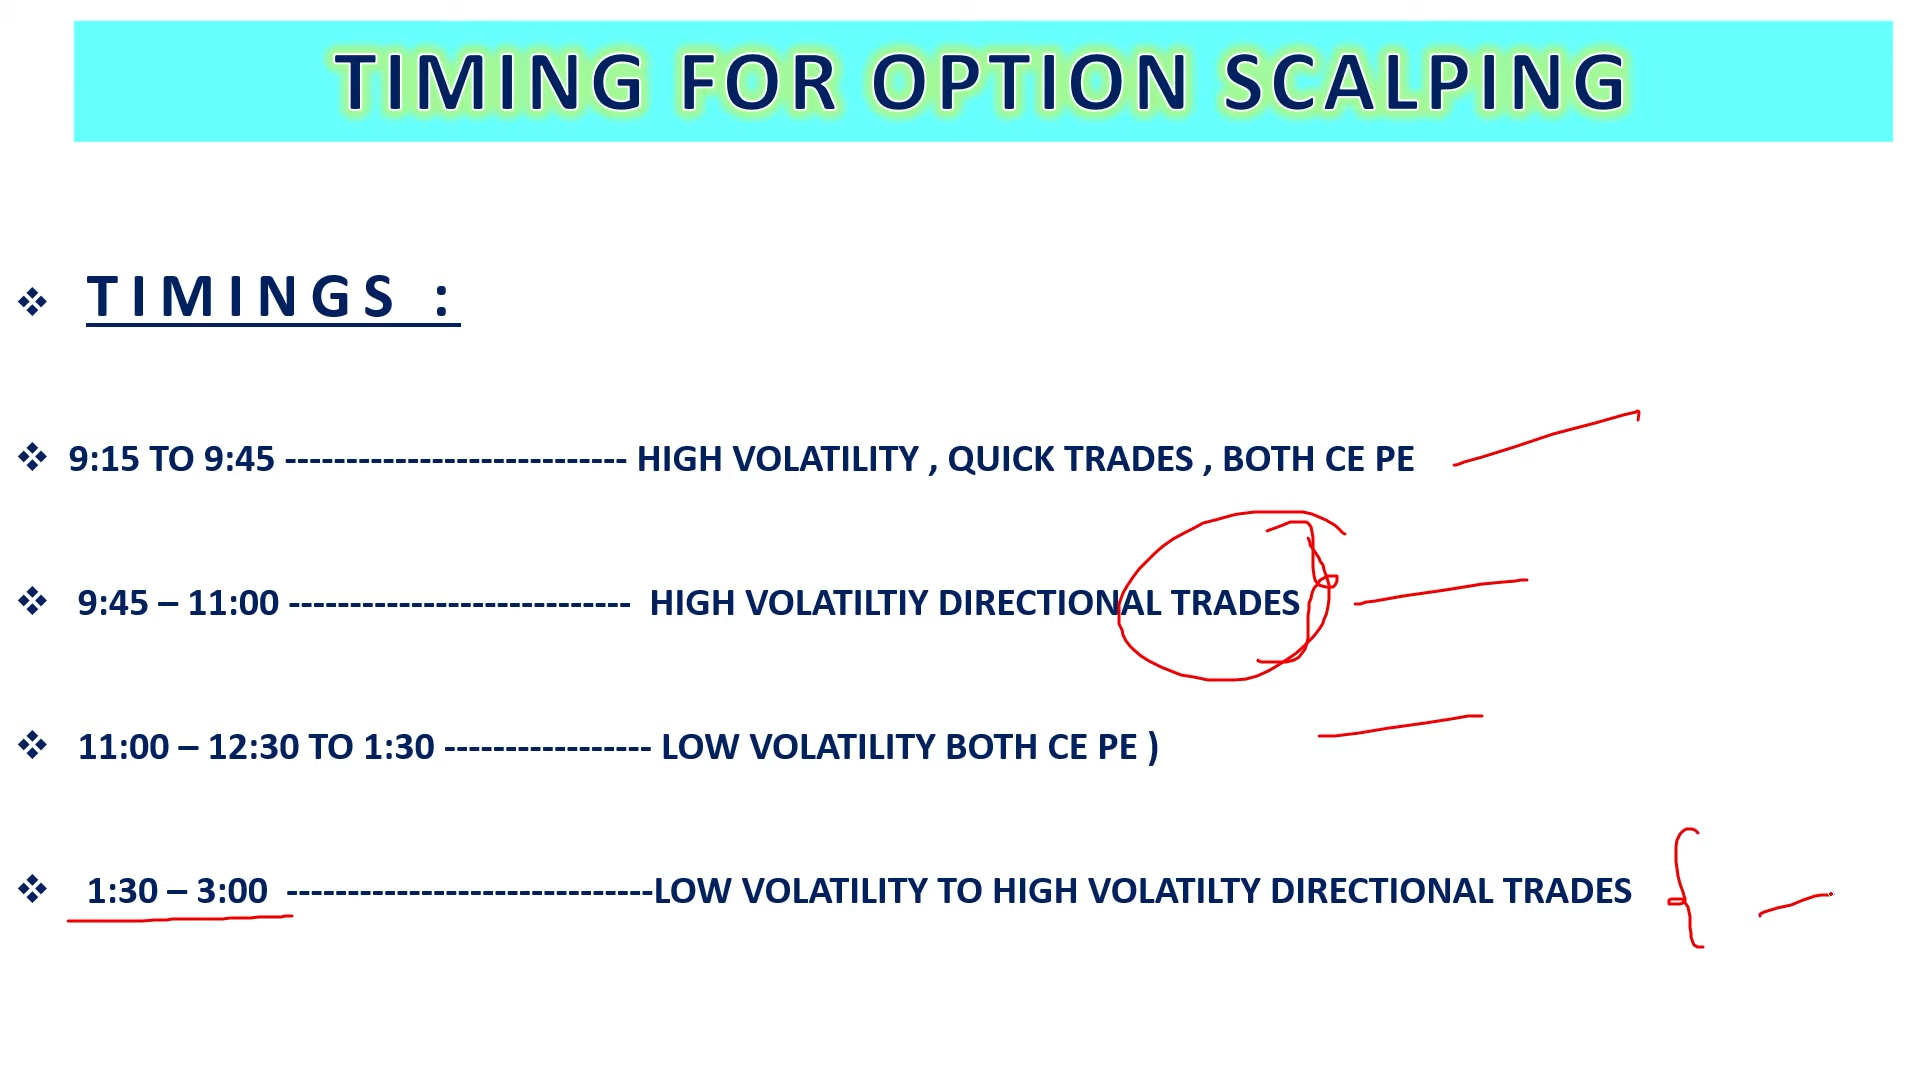 TIMING FOR OPTION SCALPING
❖ TIMINGS :
❖ 9:15 TO 9:45 ---------------------------- HIGH VOLATILITY , QUICK TRADES , BOTH CE PE
❖ 9:45 – 11:00 ---------------------------- HIGH VOLATILTIY DIRECTIONAL TRADES
❖ 11:00 – 12:30 TO 1:30 ----------------- LOW VOLATILITY BOTH CE PE )
❖ 1:30 – 3:00 ------------------------------LOW VOLATILITY TO HIGH VOLATILTY DIRECTIONAL TRADES